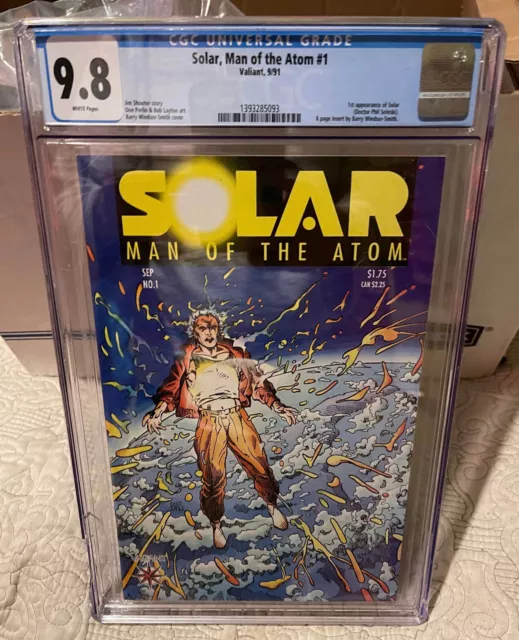 CGC UNIVERSAL GRADE
9.8
WHITE Pages
Solar, Man of the Atom #1
Valiant, 9/91
Jim Shooter story
Don Perlin & Bob Layton art
Barry Windsor-Smith cover
1393285093
1st appearance of Solar
(Doctor Phil Seleski)
8 page insert by Barry Windsor-Smith.
SOLAR
MAN OF THE ATOM™
SEP
NO.1
$1.75
CAN $2.25